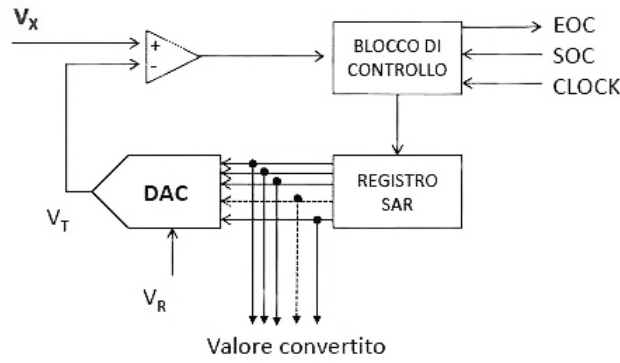 V_X
+
-
BLOCCO DI
CONTROLLO
EOC
SOC
CLOCK
DAC
REGISTRO
SAR
V_T
V_R
Valore convertito